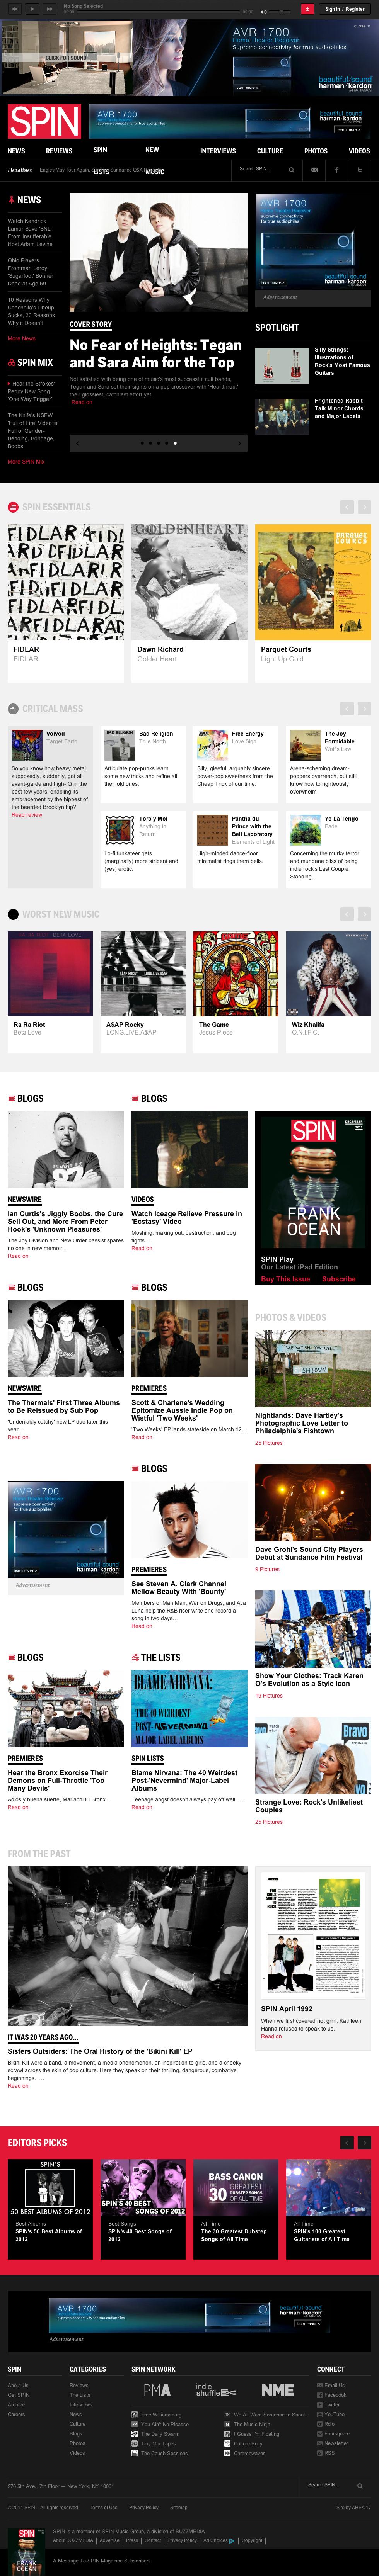 No Song Selected
Sign in / Register
CLOSE X
AVR 1700
Home Theater Receiver
Supreme connectivity for true audiophiles.
CLICK FOR SOUND
learn more >
beautiful sound
harman/kardon
SPIN
AVR 1700
Home Theater Receiver
supreme connectivity for true audiophiles
beautiful sound
harman kardon
learn more >
NEWS
REVIEWS
SPIN LISTS
NEW MUSIC
INTERVIEWS
CULTURE
PHOTOS
VIDEOS
Headlines
Search SPIN...
NEWS
Watch Kendrick
Lamar Save 'SNL'
From Insufferable
Host Adam Levine
Ohio Players
Frontman Leroy
'Sugarfoot' Bonner
Dead at Age 69
10 Reasons Why
Coachella's Lineup
Sucks, 20 Reasons
Why it Doesn't
More News
SPIN MIX
Hear the Strokes'
Peppy New Song
'One Way Trigger'
The Knife's NSFW
'Full of Fire' Video is
Full of Gender-
Bending, Bondage,
Boobs
More SPIN Mix
COVER STORY
No Fear of Heights: Tegan
and Sara Aim for the Top
Not satisfied with being one of music's most successful cult bands,
Tegan and Sara set their sights on a pop crossover with 'Heartthrob,'
their glossiest, catchiest effort yet.
Read on
AVR 1700
learn more >
beautiful sound
harman kardon
Advertisement
SPOTLIGHT
Silly Strings:
Illustrations of
Rock's Most Famous
Guitars
Frightened Rabbit
Talk Minor Chords
and Major Labels
SPIN ESSENTIALS
FIDLAR
FIDLAR
GOLDENHEART
Dawn Richard
GoldenHeart
PARQUET COURTS
Parquet Courts
Light Up Gold
CRITICAL MASS
Voivod
Target Earth
So you know how heavy metal
supposedly, suddenly, got all
avant-garde and high-IQ in the
past few years, adding its
embracement by the hipper of
the bearded Brooklyn hip?
Read review
BAD RELIGION
Bad Religion
True North
Articulate pop-punks learn
some new tricks and refine all
their old ones.
Free Energy
Love Sign
Silly, gleeful, arguably sincere
power-pop sweetness from the
Cheap Trick of our time.
The Joy
Formidable
Wolf's Law
Arena-scheming dream-
poppers overreach, but still
know how to righteously
overwhelm
Toro y Moi
Anything in
Return
Lo-fi funkateer gets
(marginally) more strident and
(yes) erotic.
Pantha du
Prince with the
Bell Laboratory
Elements of Light
High-minded dance-floor
minimalist rings them bells.
Yo La Tengo
Fade
Concerning the murky terror
and mundane bliss of being
indie rock's Last Couple
Standing.
WORST NEW MUSIC
Ra Ra Riot
Beta Love
A$AP Rocky
LONG.LIVE.A$AP
The Game
Jesus Piece
Wiz Khalifa
O.N.I.F.C.
BLOGS
NEWSWIRE
Ian Curtis's Jiggly Boobs, the Cure
Sell Out, and More From Peter
Hook's 'Unknown Pleasures'
The Joy Division and New Order bassist spares
no one in new memoir…
Read on
BLOGS
VIDEOS
Watch Iceage Relieve Pressure in
'Ecstasy' Video
Moshing, making out, destruction, and dog
fights…
Read on
SPIN
DECEMBER
FRANK
OCEAN
SPIN Play
Our Latest iPad Edition
Buy This Issue
Subscribe
BLOGS
NEWSWIRE
The Thermals' First Three Albums
to Be Reissued by Sub Pop
'Undeniably catchy' new LP due later this
year…
Read on
BLOGS
PREMIERES
Scott & Charlene's Wedding
Epitomize Aussie Indie Pop on
Wistful 'Two Weeks'
'Two Weeks' EP lands stateside on March 12…
Read on
PHOTOS & VIDEOS
Nightlands: Dave Hartley's
Photographic Love Letter to
Philadelphia's Fishtown
25 Pictures
AVR 1700
learn more >
beautiful sound
harman kardon
Advertisement
BLOGS
PREMIERES
See Steven A. Clark Channel
Mellow Beauty With 'Bounty'
Members of Man Man, War on Drugs, and Ava
Luna help the R&B riser write and record a
song in two days…
Read on
Dave Grohl's Sound City Players
Debut at Sundance Film Festival
9 Pictures
Show Your Clothes: Track Karen
O's Evolution as a Style Icon
19 Pictures
BLOGS
PREMIERES
Hear the Bronx Exorcise Their
Demons on Full-Throttle 'Too
Many Devils'
Adiós y buena suerte, Mariachi El Bronx…
Read on
THE LISTS
BLAME NIRVANA:
THE 40 WEIRDEST
POST-NEVERMIND
MAJOR LABEL ALBUMS
SPIN LISTS
Blame Nirvana: The 40 Weirdest
Post-'Nevermind' Major-Label
Albums
Teenage angst doesn't always pay off well……
Read on
Bravo
Strange Love: Rock's Unlikeliest
Couples
25 Pictures
FROM THE PAST
IT WAS 20 YEARS AGO...
Sisters Outsiders: The Oral History of the 'Bikini Kill' EP
Bikini Kill were a band, a movement, a media phenomenon, an inspiration to girls, and a cheeky
scrawl across the skin of pop culture. Here they speak on their thrilling, dangerous, combative
beginnings. …
Read on
FOR GIRLS ABOUT TO ROCK
SPIN April 1992
When we first covered riot grrrl, Kathleen
Hanna refused to speak to us.
Read on
EDITORS PICKS
SPIN'S
50 BEST ALBUMS OF 2012
Best Albums
SPIN's 50 Best Albums of
2012
SPIN'S 40 BEST
SONGS OF 2012
Best Songs
SPIN's 40 Best Songs of
2012
BASS CANON
THE 30 GREATEST DUBSTEP SONGS OF ALL TIME
All Time
The 30 Greatest Dubstep
Songs of All Time
All Time
SPIN's 100 Greatest
Guitarists of All Time
AVR 1700
Home Theater Receiver
supreme connectivity for true audiophiles
beautiful sound
harman kardon
learn more >
Advertisement
SPIN
About Us
Get SPIN
Archive
Careers
CATEGORIES
Reviews
The Lists
Interviews
News
Culture
Blogs
Photos
Videos
SPIN NETWORK
PMA
indie shuffle
NME
Free Williamsburg
You Ain't No Picasso
The Daily Swarm
Tiny Mix Tapes
The Couch Sessions
We All Want Someone to Shout...
The Music Ninja
I Guess I'm Floating
Culture Bully
Chromewaves
CONNECT
Email Us
Facebook
Twitter
YouTube
Rdio
Foursquare
Newsletter
RSS
276 5th Ave., 7th Floor – New York, NY 10001
Search SPIN...
© 2011 SPIN – All rights reserved
Terms of Use
Privacy Policy
Sitemap
Site by AREA 17
SPIN is a member of SPIN Music Group, a division of BUZZMEDIA
About BUZZMEDIA | Advertise | Press | Contact | Privacy Policy | Ad Choices | Copyright
FRANK
OCEAN
A Message To SPIN Magazine Subscribers